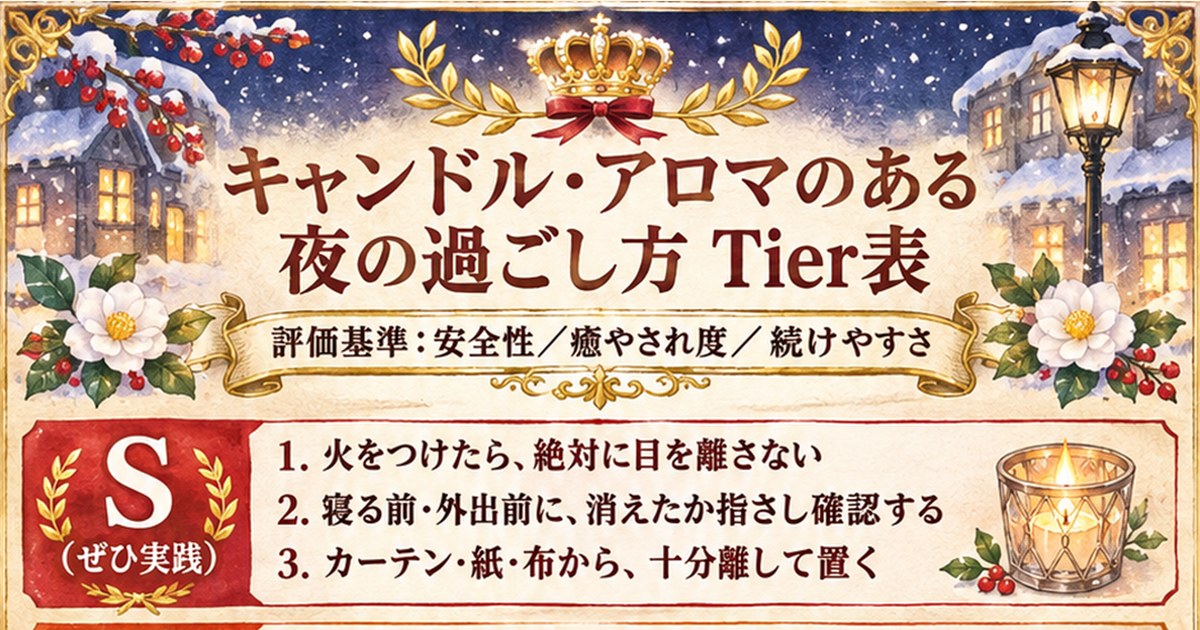 キャンドル・アロマのある
夜の過ごし方 Tier表
評価基準：安全性／癒やされ度／続けやすさ
S
（ぜひ実践）
1. 火をつけたら、絶対に目を離さない
2. 寝る前・外出前に、消えたか指さし確認する
3. カーテン・紙・布から、十分離して置く